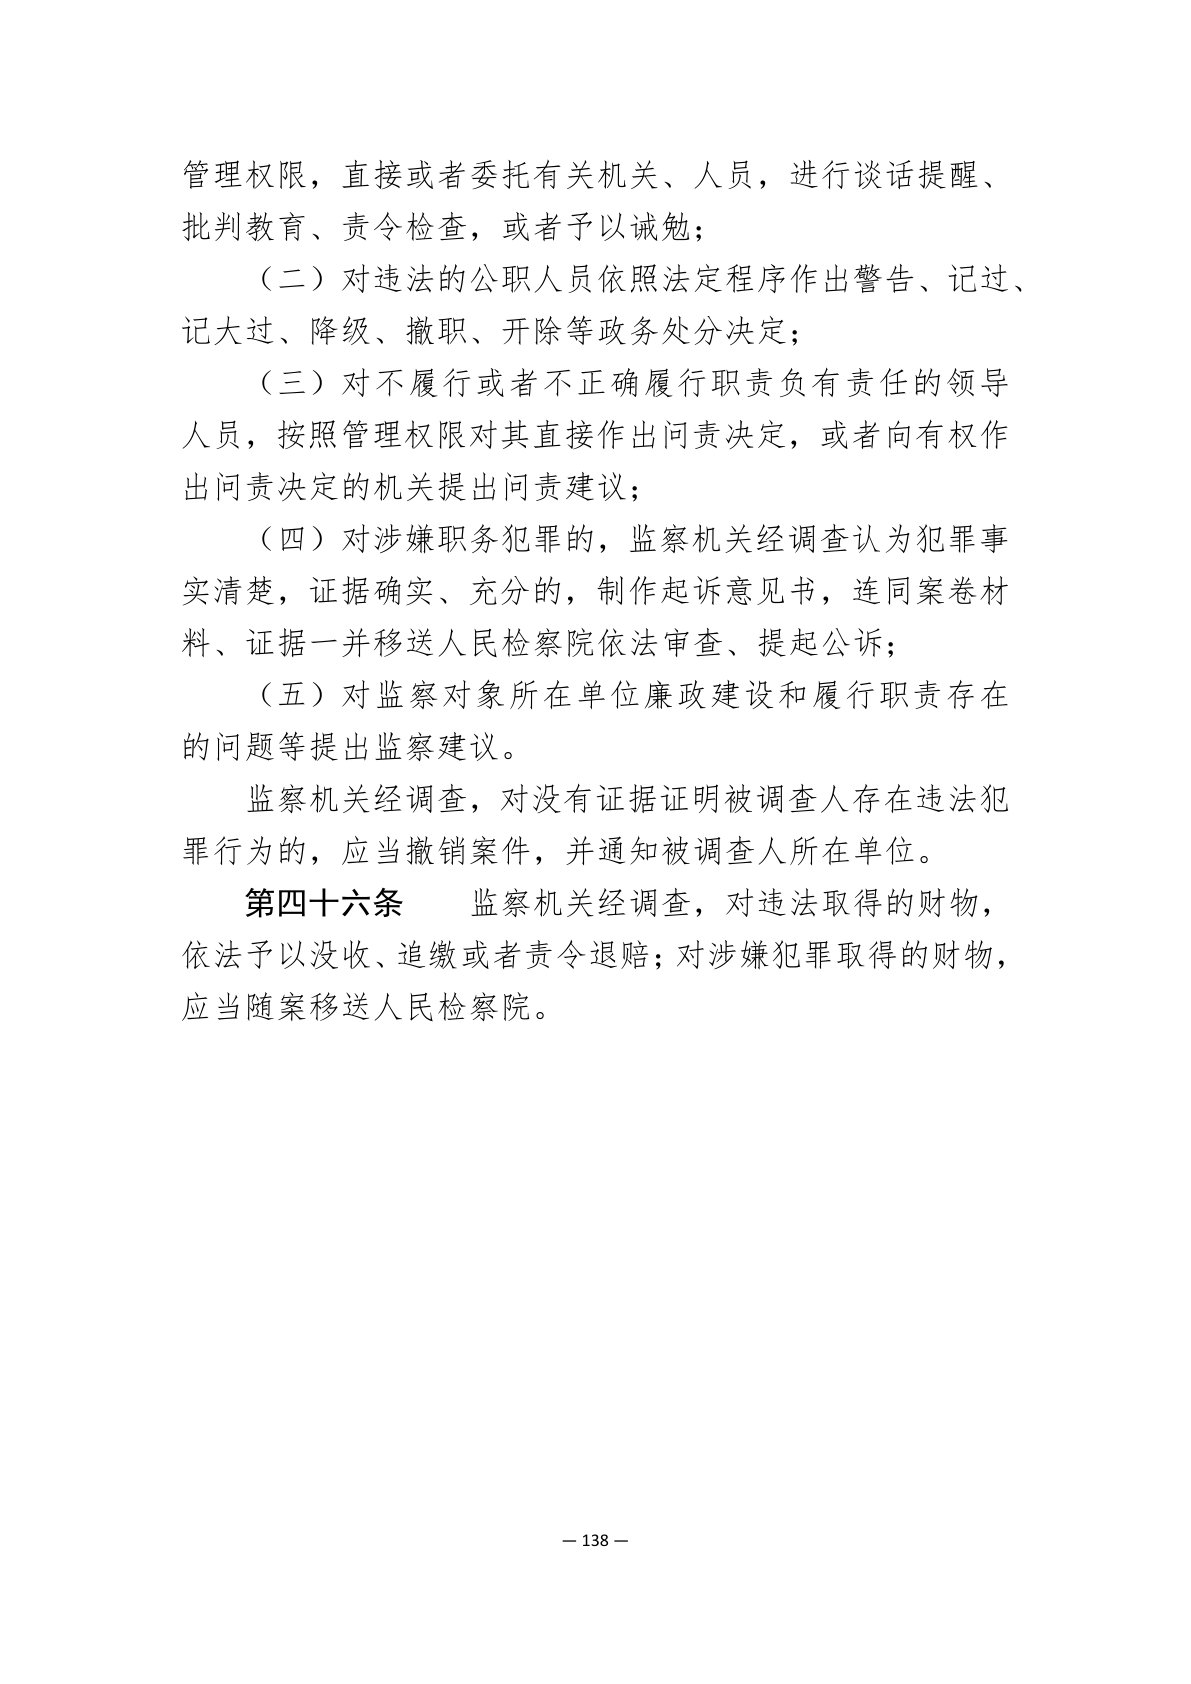 管理权限，直接或者委托有关机关、人员，进行谈话提醒、
批判教育、责令检查，或者予以诫勉；
（二）对违法的公职人员依照法定程序作出警告、记过、
记大过、降级、撤职、开除等政务处分决定；
（三）对不履行或者不正确履行职责负有责任的领导
人员，按照管理权限对其直接作出问责决定，或者向有权作
出问责决定的机关提出问责建议；
（四）对涉嫌职务犯罪的，监察机关经调查认为犯罪事
实清楚，证据确实、充分的，制作起诉意见书，连同案卷材
料、证据一并移送人民检察院依法审查、提起公诉；
（五）对监察对象所在单位廉政建设和履行职责存在
的问题等提出监察建议。
监察机关经调查，对没有证据证明被调查人存在违法犯
罪行为的，应当撤销案件，并通知被调查人所在单位。
第四十六条　　监察机关经调查，对违法取得的财物，
依法予以没收、追缴或者责令退赔；对涉嫌犯罪取得的财物，
应当随案移送人民检察院。
— 138 —